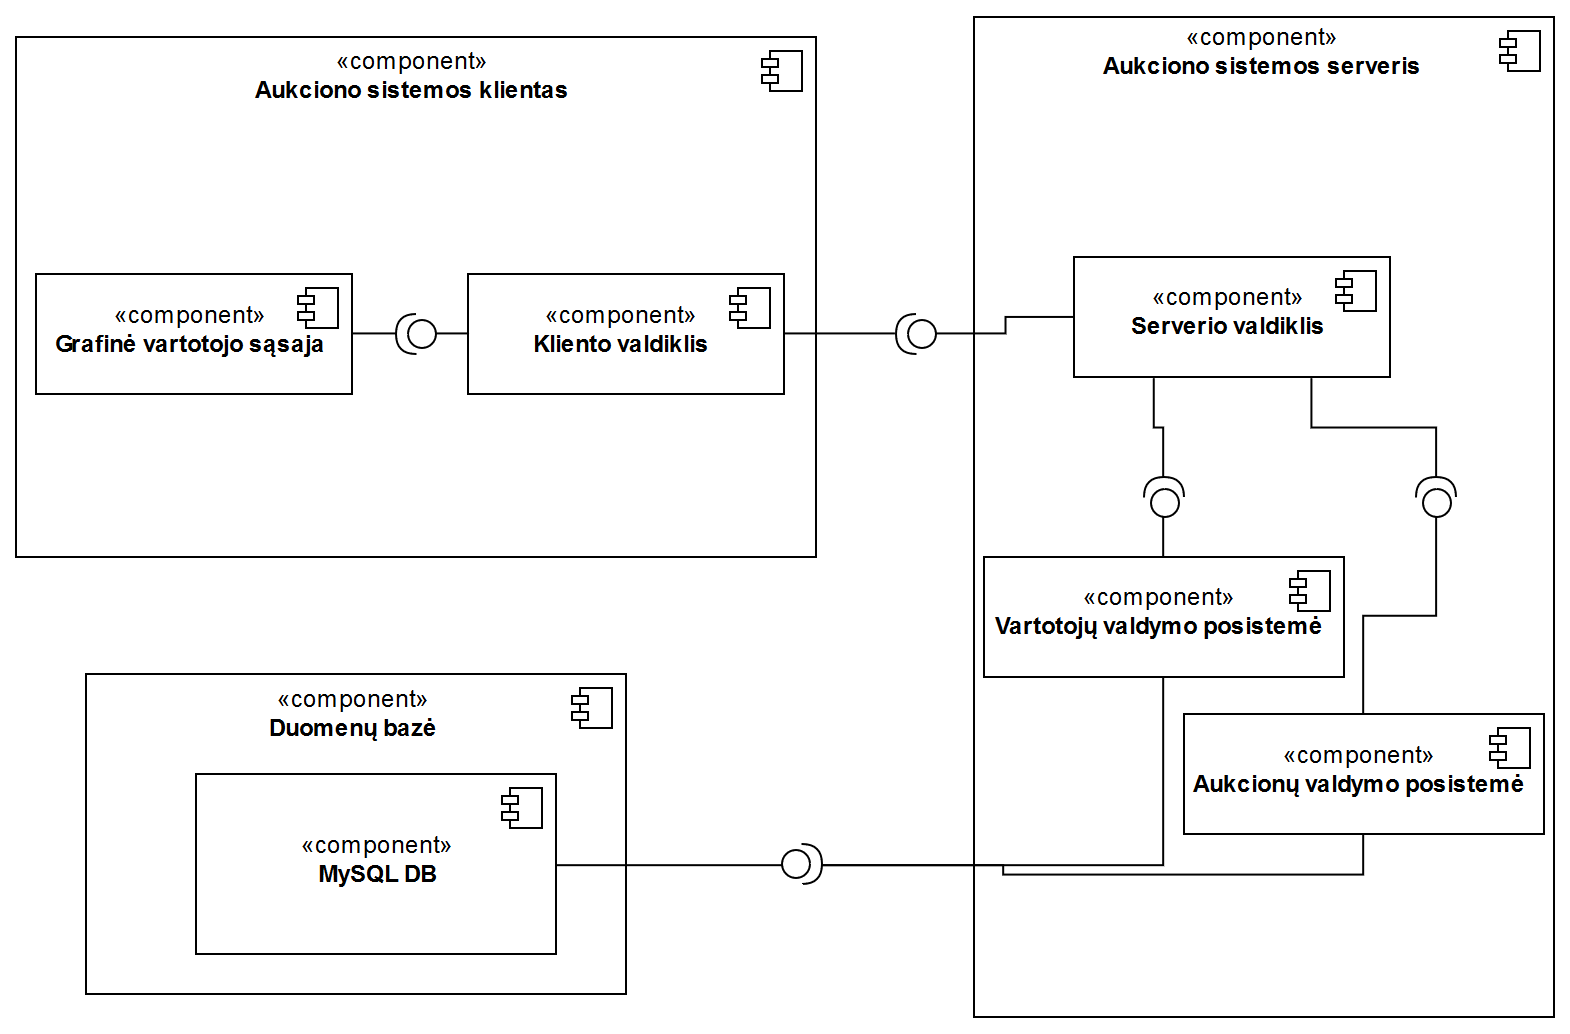 «component»
Aukciono sistemos klientas
«component»
Grafinė vartotojo sąsaja
«component»
Kliento valdiklis
«component»
Aukciono sistemos serveris
«component»
Serverio valdiklis
«component»
Vartotojų valdymo posistemė
«component»
Aukcionų valdymo posistemė
«component»
Duomenų bazė
«component»
MySQL DB